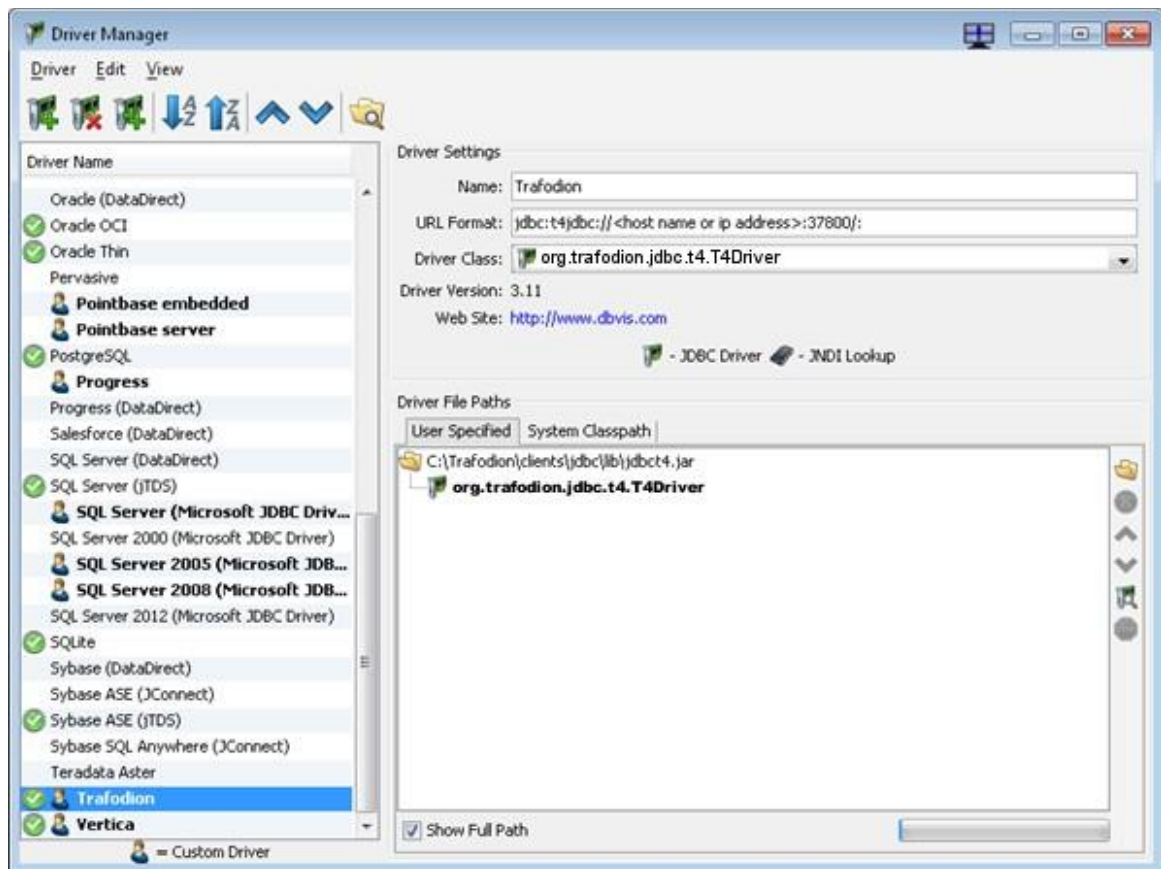 Driver Manager
Driver Edit View
A
Z
Z
A
Driver Name
Oracle (DataDirect)
Oracle OCI
Oracle Thin
Pervasive
Pointbase embedded
Pointbase server
PostgreSQL
Progress
Progress (DataDirect)
Salesforce (DataDirect)
SQL Server (DataDirect)
SQL Server (jTDS)
SQL Server (Microsoft JDBC Driv...
SQL Server 2000 (Microsoft JDBC Driver)
SQL Server 2005 (Microsoft JDB...
SQL Server 2008 (Microsoft JDB...
SQL Server 2012 (Microsoft JDBC Driver)
SQLite
Sybase (DataDirect)
Sybase ASE (JConnect)
Sybase ASE (jTDS)
Sybase SQL Anywhere (JConnect)
Teradata Aster
Trafodion
Vertica
= Custom Driver
Driver Settings
Name: Trafodion
URL Format: jdbc:t4jdbc://<host name or ip address>:37800/:
Driver Class: org.trafodion.jdbc.t4.T4Driver
Driver Version: 3.11
Web Site: http://www.dbvis.com
- JDBC Driver - JNDI Lookup
Driver File Paths
User Specified System Classpath
C:\Trafodion\clients\jdbc\lib\jdbct4.jar
org.trafodion.jdbc.t4.T4Driver
Show Full Path